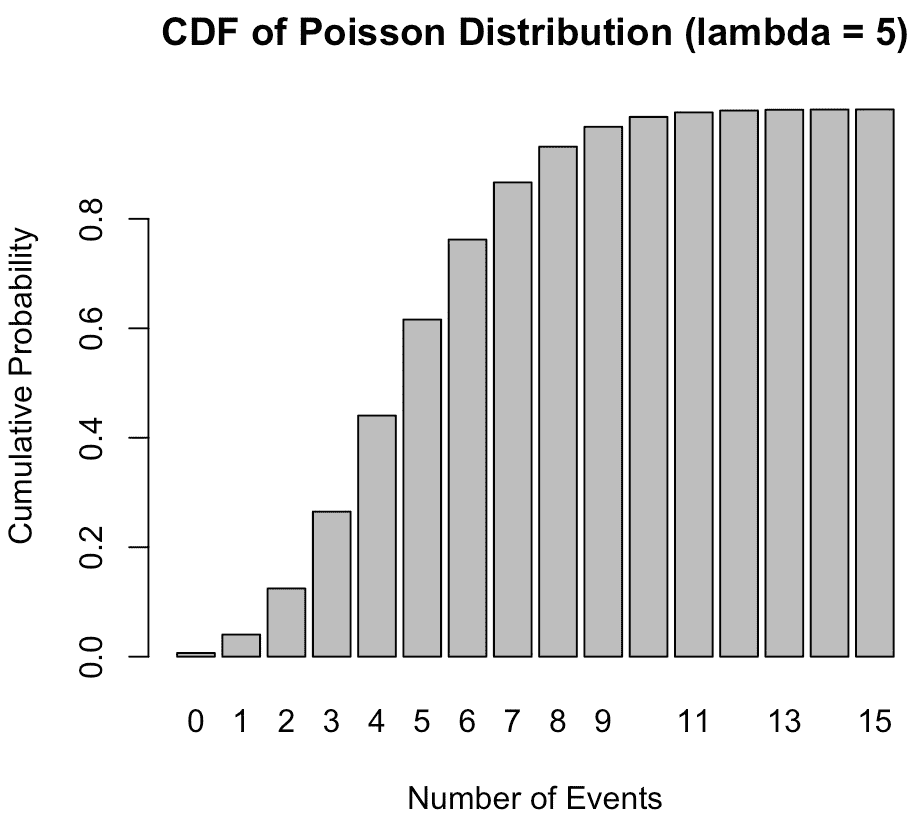 CDF of Poisson Distribution (lambda = 5)
Cumulative Probability
0.8
0.6
0.4
0.2
0.0
0 1 2 3 4 5 6 7 8 9 11 13 15
Number of Events